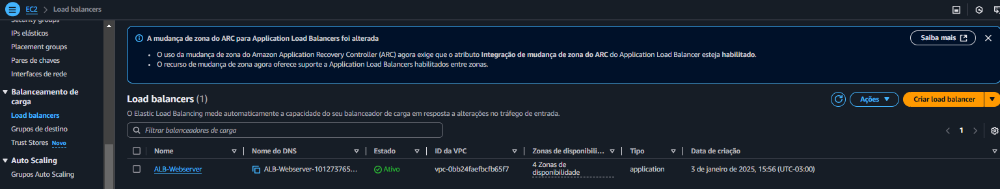 EC2 > Load balancers
Security groups
IPs elásticos
Placement groups
Pares de chaves
Interfaces de rede
Balanceamento de
carga
Load balancers
Grupos de destino
Trust Stores Novo
Auto Scaling
Grupos Auto Scaling
A mudança de zona do ARC para Application Load Balancers foi alterada
Saiba mais
• O uso da mudança de zona do Amazon Application Recovery Controller (ARC) agora exige que o atributo Integração de mudança de zona do ARC do Application Load Balancer esteja habilitado.
• O recurso de mudança de zona agora oferece suporte a Application Load Balancers habilitados entre zonas.
Load balancers (1)
Ações
Criar load balancer
O Elastic Load Balancing mede automaticamente a capacidade do seu balanceador de carga em resposta a alterações no tráfego de entrada.
Filtrar balanceadores de carga
1
Nome
Nome do DNS
Estado
ID da VPC
Zonas de disponibili...
Tipo
Data de criação
ALB-Webserver
ALB-Webserver-101273765...
Ativo
vpc-0bb24faefbcfb65f7
4 Zonas de
disponibilidade
application
3 de janeiro de 2025, 15:56 (UTC-03:00)